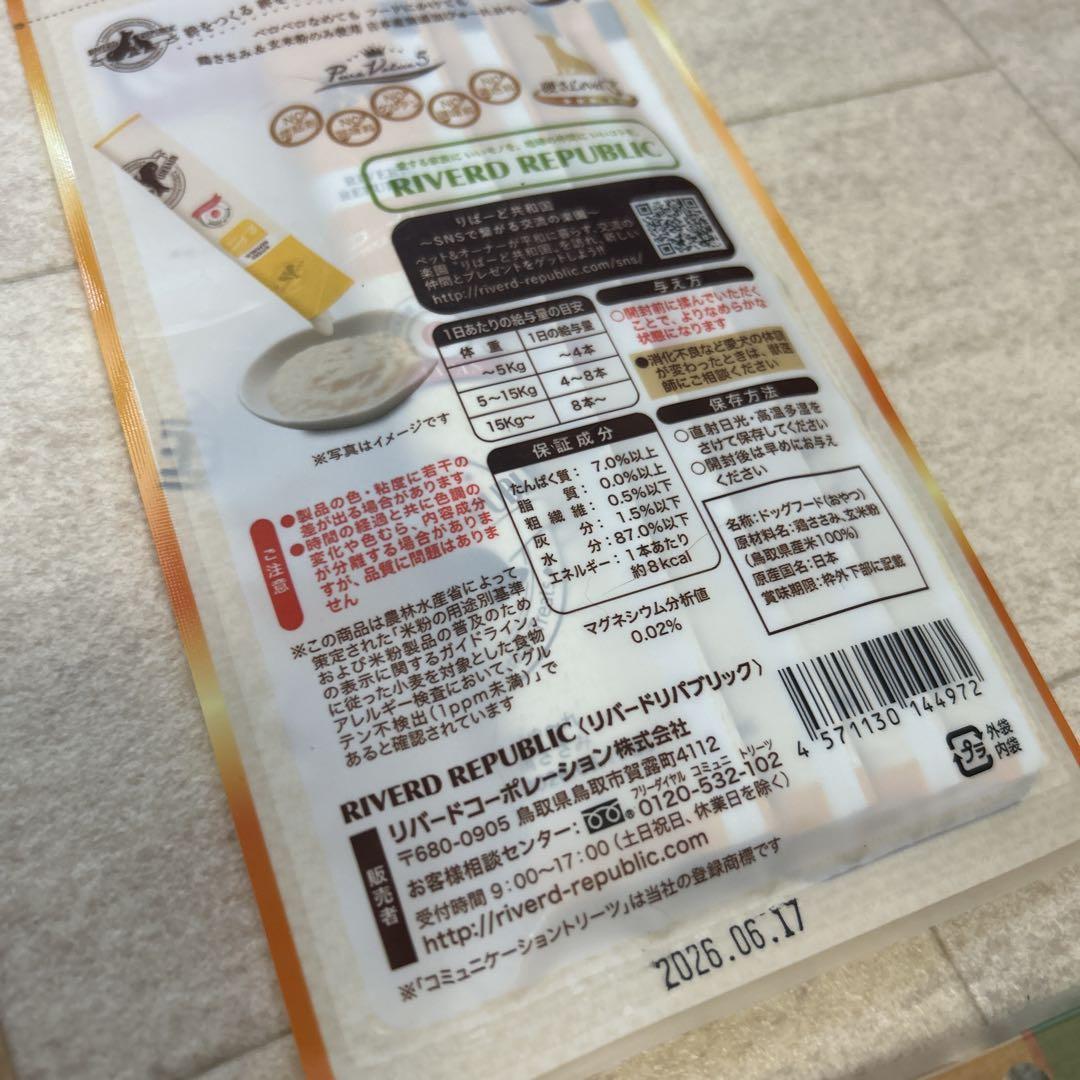 絆をつくる 絆を
ペロペロなめてる
鶏ささみ&玄米粉のみ使用
Pure Value 5
NO
NO
NO
NO
NO
愛する家族に いいモノを。
RIVERD REPUBLIC
りばーど共和国
～SNSで繋がる交流の楽園～
ペット&オーナーが平和に暮らす、交流の
楽園“りばーど共和国”を訪れ、新しい
仲間とプレゼントをゲットしよう!!
http://riverd-republic.com/sns/
1日あたりの給与量の目安
体 重 1日の給与量
～5Kg ～4本
5～15Kg 4～8本
15Kg～ 8本～
※写真はイメージです
与え方
○開封前に揉んでいただく
ことで、よりなめらかな
状態になります
●消化不良など愛犬の体調
が変わったときは、獣医
師にご相談ください
保存方法
○直射日光・高温多湿を
さけて保存してください
○開封後は早めにお与え
ください
保証成分
たんぱく質: 7.0%以上
脂 質: 0.0%以上
粗 繊 維: 0.5%以下
灰 分: 1.5%以下
水 分: 87.0%以下
エネルギー: 1本あたり
約8kcal
マグネシウム分析値
0.02%
ご注意
●製品の色・粘度に若干の
差が出る場合があります
●時間の経過と共に色調の
変化や色むら、内容成分
が分離する場合がありま
すが、品質に問題はありま
せん
※この商品は農林水産省によって
策定された「米粉の用途別基準
および米粉製品の普及のため
の表示に関するガイドライン」
に従った小麦を対象とした食物
アレルギー検査において、「グル
テン不検出(1ppm未満)」で
あると確認されています
名称:ドッグフード(おやつ)
原材料名:鶏ささみ、玄米粉
(鳥取県産米100%)
原産国名:日本
賞味期限:枠外下部に記載
4 571130 144972
プラ
外袋
内袋
販売者
RIVERD REPUBLIC〈リバードリパブリック〉
リバードコーポレーション株式会社
〒680-0905 鳥取県鳥取市賀露町4112
フリーダイヤル コミュニ トリーツ
お客様相談センター: 0120-532-102
受付時間 9:00～17:00 (土日祝日、休業日を除く)
http://riverd-republic.com
※「コミュニケーショントリーツ」は当社の登録商標です
2026.06.17